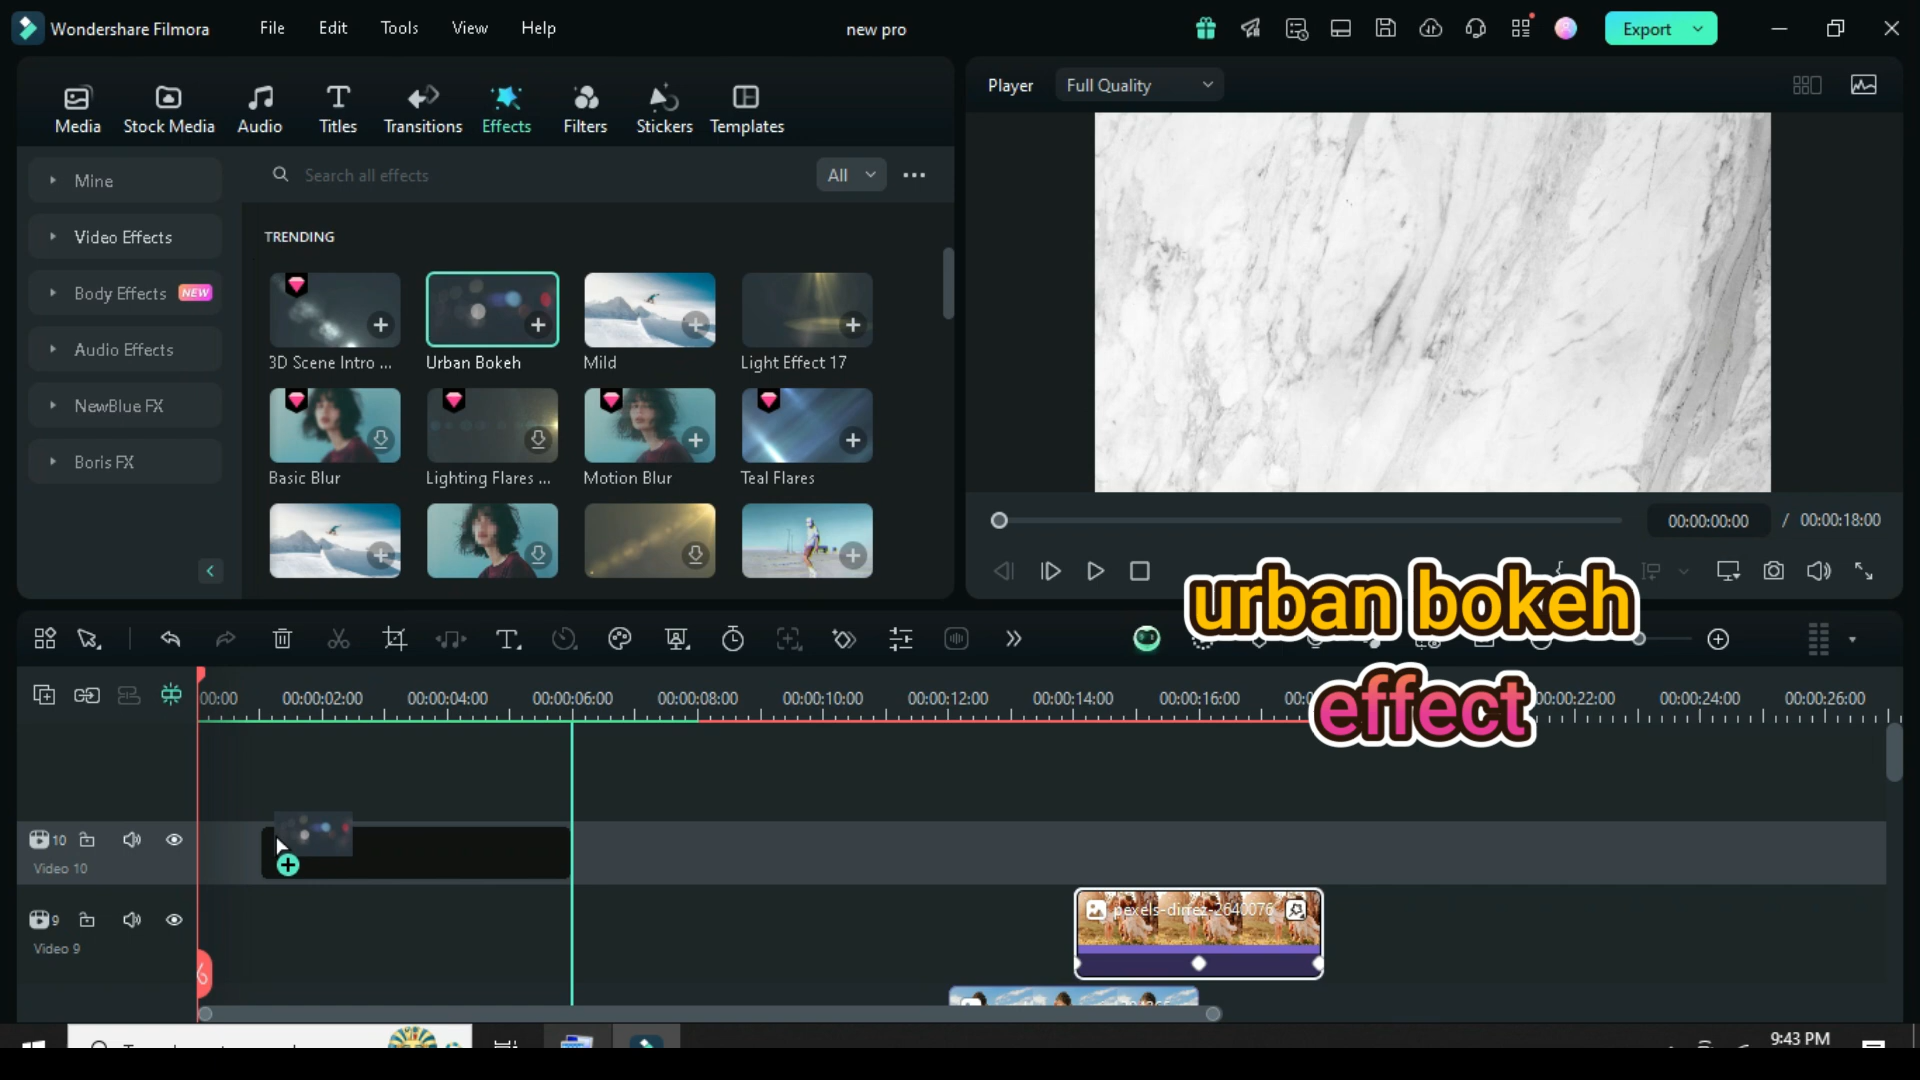 Wondershare Filmora
File
Edit
Tools
View
Help
new pro
Export
Media
Stock Media
Audio
Titles
Transitions
Effects
Filters
Stickers
Templates
Player
Full Quality
Mine
Video Effects
Body Effects NEW
Audio Effects
NewBlue FX
Boris FX
Search all effects
All
TRENDING
3D Scene Intro ...
Urban Bokeh
Mild
Light Effect 17
Basic Blur
Lighting Flares ...
Motion Blur
Teal Flares
00:00:00:00 / 00:00:18:00
urban bokeh
effect
00:00
00:00:02:00
00:00:04:00
00:00:06:00
00:00:08:00
00:00:10:00
00:00:12:00
00:00:14:00
00:00:16:00
00:00:22:00
00:00:24:00
00:00:26:00
10
Video 10
9
Video 9
pexels-dirrez-2640076
9:43 PM